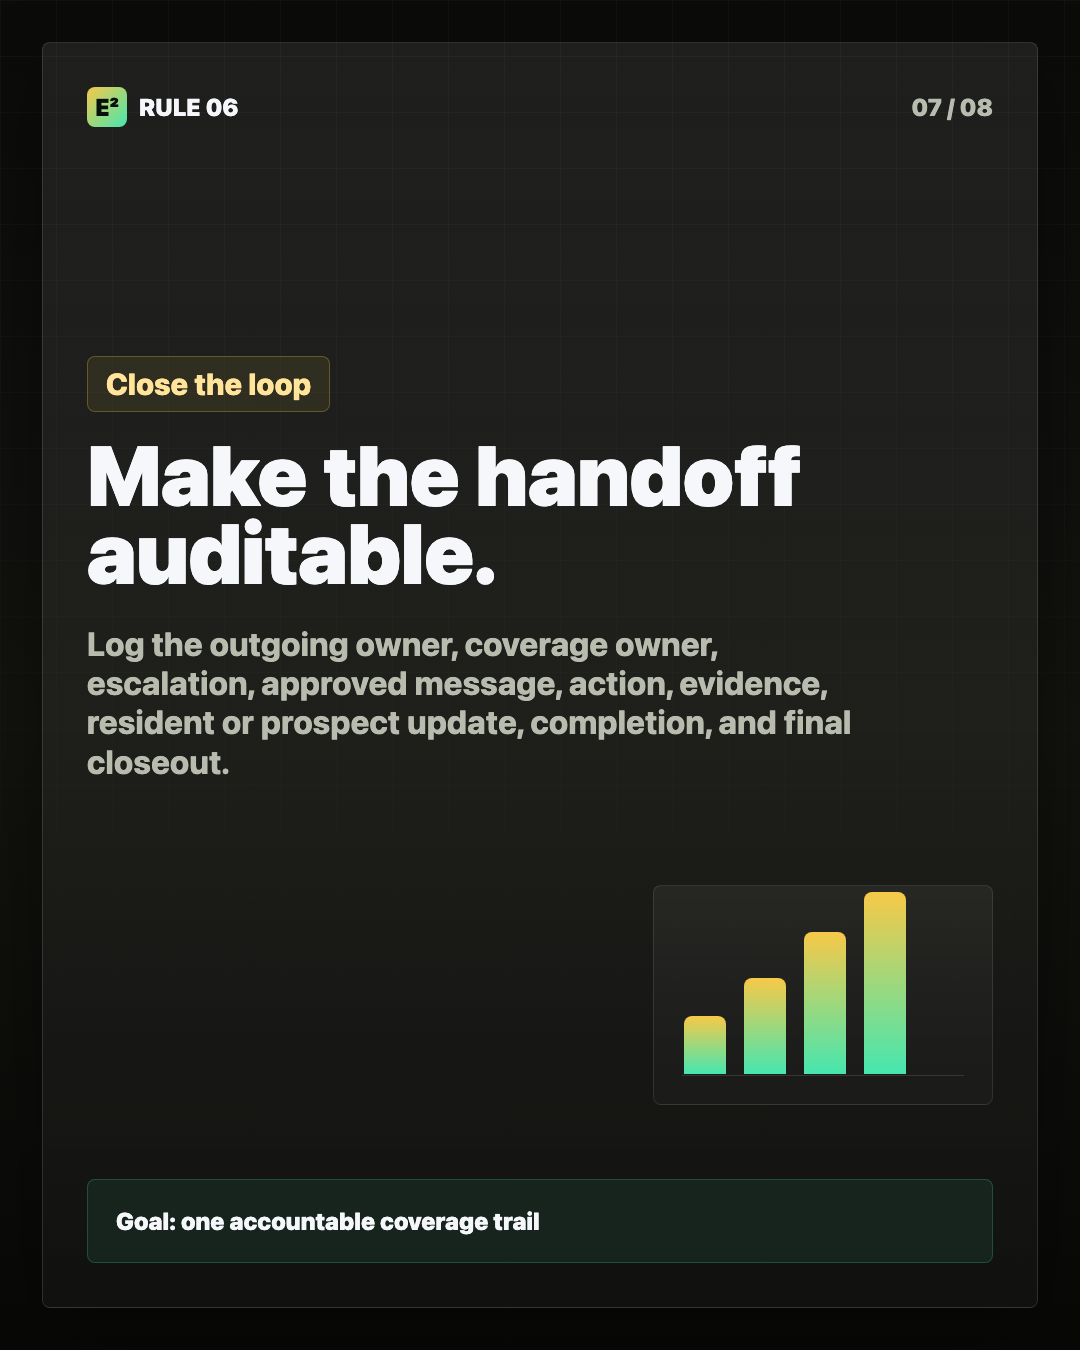 E² RULE 06
07 / 08
Close the loop
Make the handoff
auditable.
Log the outgoing owner, coverage owner,
escalation, approved message, action, evidence,
resident or prospect update, completion, and final
closeout.
Goal: one accountable coverage trail